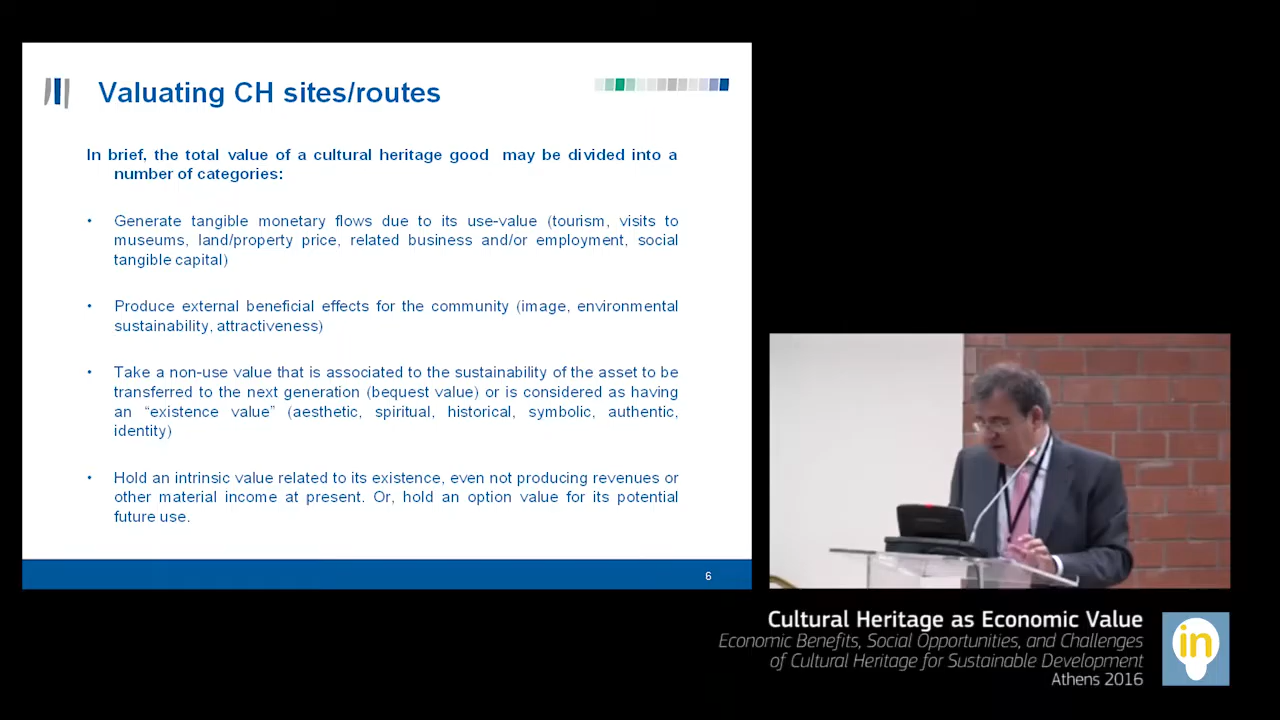 Valuating CH sites/routes
In brief, the total value of a cultural heritage good may be divided into a
number of categories:
• Generate tangible monetary flows due to its use-value (tourism, visits to
museums, land/property price, related business and/or employment, social
tangible capital)
• Produce external beneficial effects for the community (image, environmental
sustainability, attractiveness)
• Take a non-use value that is associated to the sustainability of the asset to be
transferred to the next generation (bequest value) or is considered as having
an “existence value” (aesthetic, spiritual, historical, symbolic, authentic,
identity)
• Hold an intrinsic value related to its existence, even not producing revenues or
other material income at present. Or, hold an option value for its potential
future use.
6
Cultural Heritage as Economic Value
Economic Benefits, Social Opportunities, and Challenges
of Cultural Heritage for Sustainable Development
Athens 2016
in